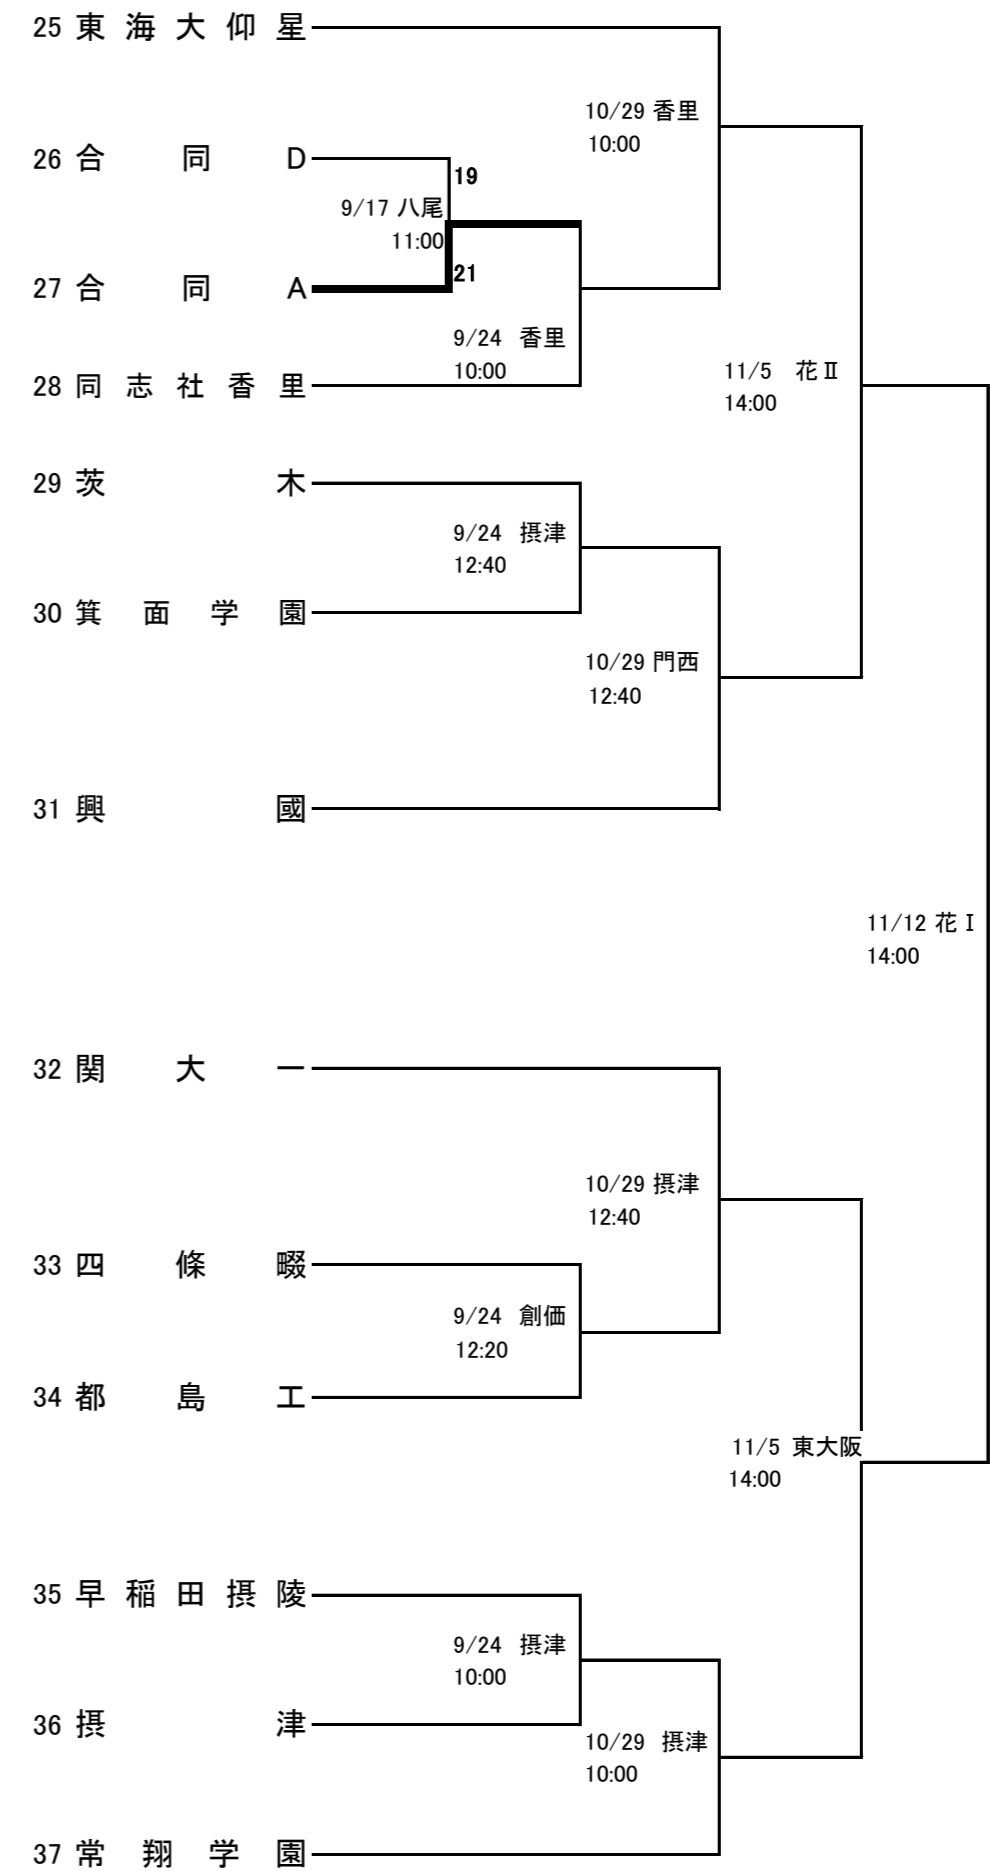 25 東海大仰星
10/29 香里
10:00
26 合同D
19
9/17 八尾
11:00
21
27 合同A
9/24 香里
10:00
28 同志社香里
11/5 花Ⅱ
14:00
29 茨木
9/24 摂津
12:40
30 箕面学園
10/29 門西
12:40
31 興國
11/12 花Ⅰ
14:00
32 関大一
10/29 摂津
12:40
33 四條畷
9/24 創価
12:20
34 都島工
11/5 東大阪
14:00
35 早稲田摂陵
9/24 摂津
10:00
36 摂津
10/29 摂津
10:00
37 常翔学園